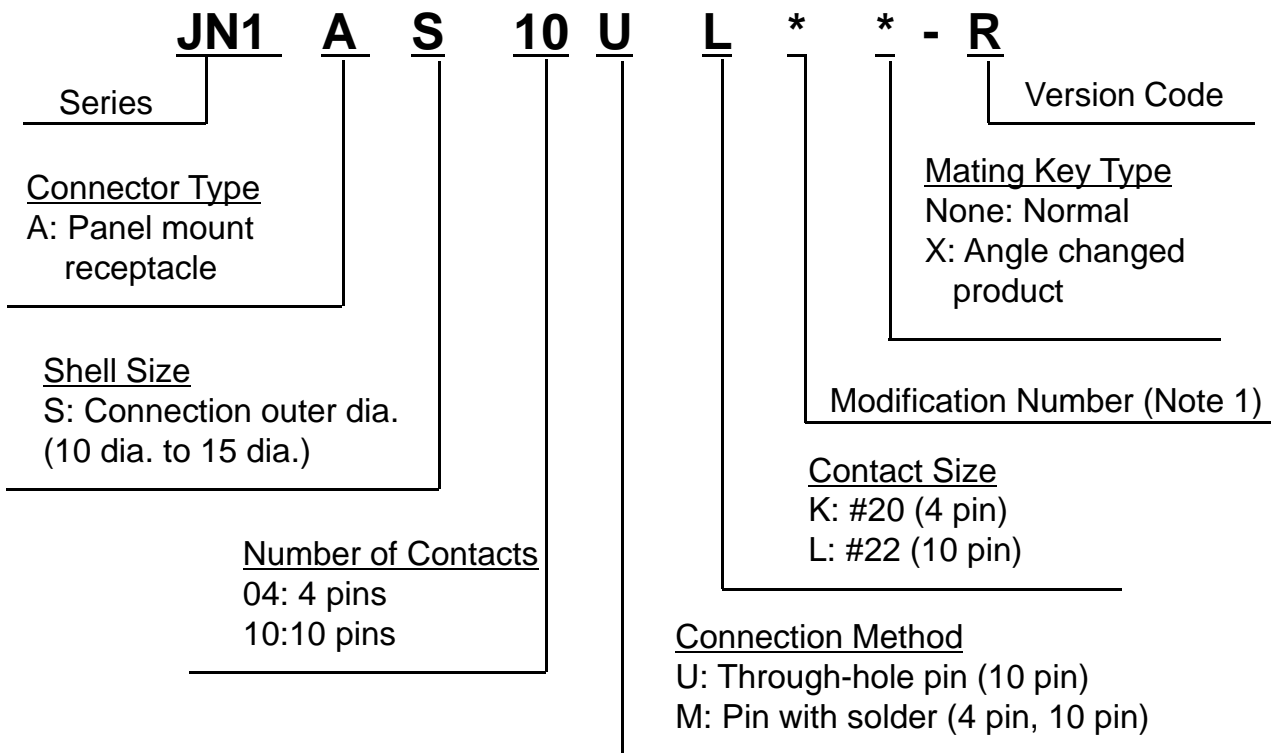 JN1 A S 10 U L * * - R
Series
Version Code
Connector Type
A: Panel mount
receptacle
Mating Key Type
None: Normal
X: Angle changed
product
Shell Size
S: Connection outer dia.
(10 dia. to 15 dia.)
Modification Number (Note 1)
Contact Size
K: #20 (4 pin)
L: #22 (10 pin)
Number of Contacts
04: 4 pins
10:10 pins
Connection Method
U: Through-hole pin (10 pin)
M: Pin with solder (4 pin, 10 pin)